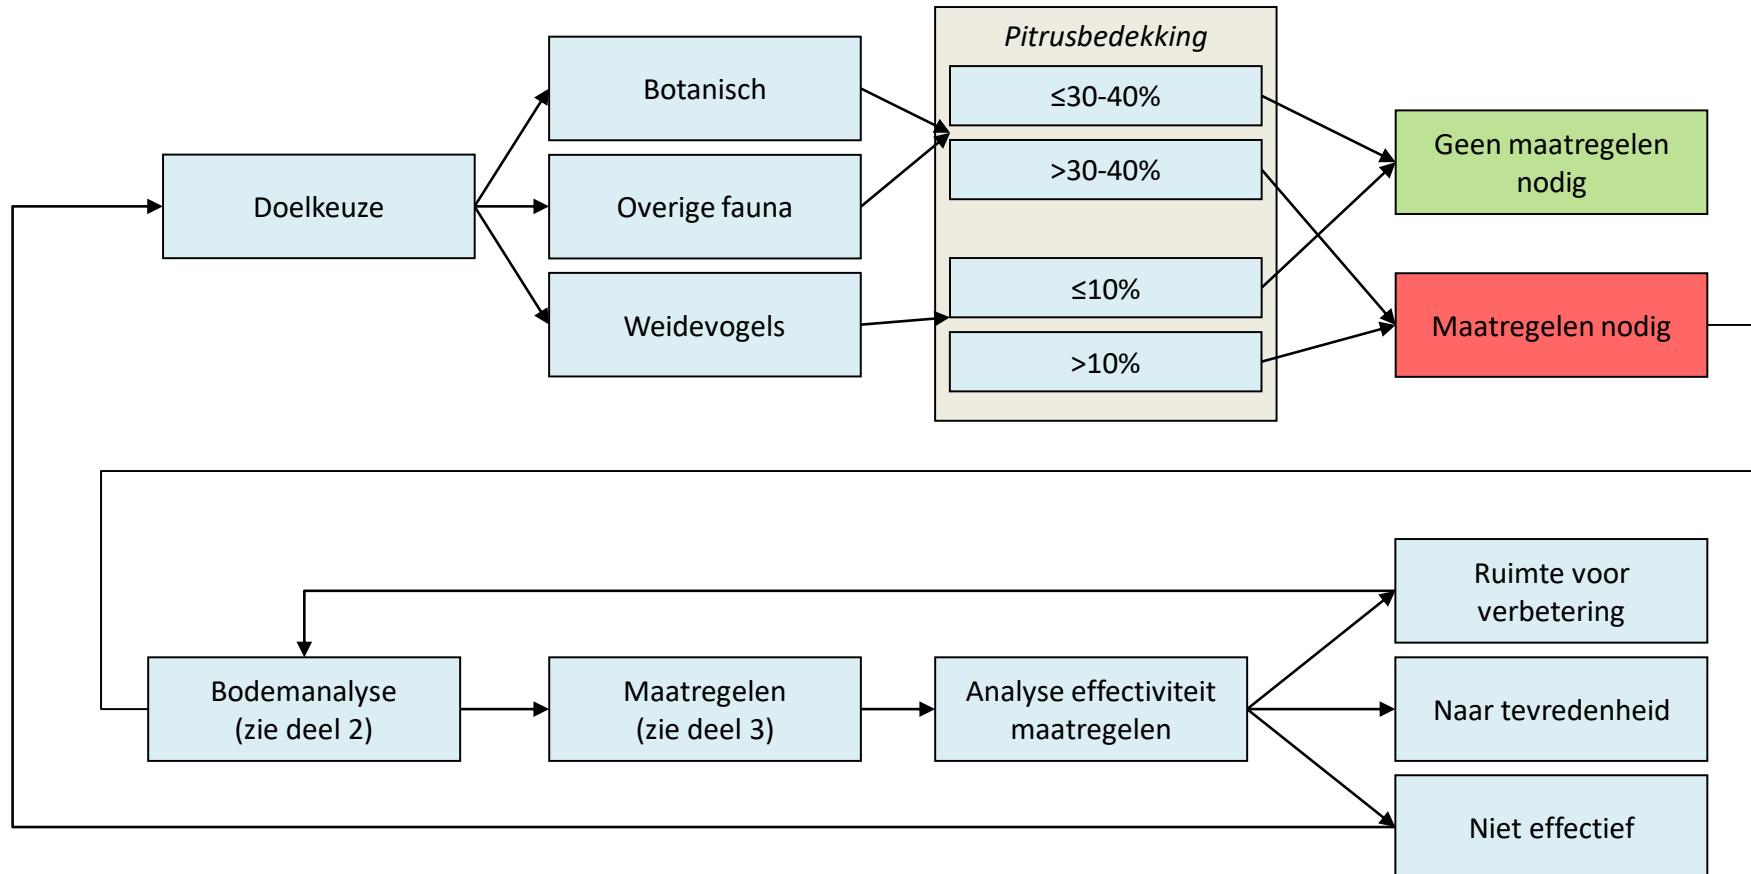 Pitrusbedekking
Botanisch
≤30-40%
Geen maatregelen
nodig
Doelkeuze
Overige fauna
>30-40%
Weidevogels
≤10%
>10%
Maatregelen nodig
Ruimte voor
verbetering
Bodemanalyse
(zie deel 2)
Maatregelen
(zie deel 3)
Analyse effectiviteit
maatregelen
Naar tevredenheid
Niet effectief